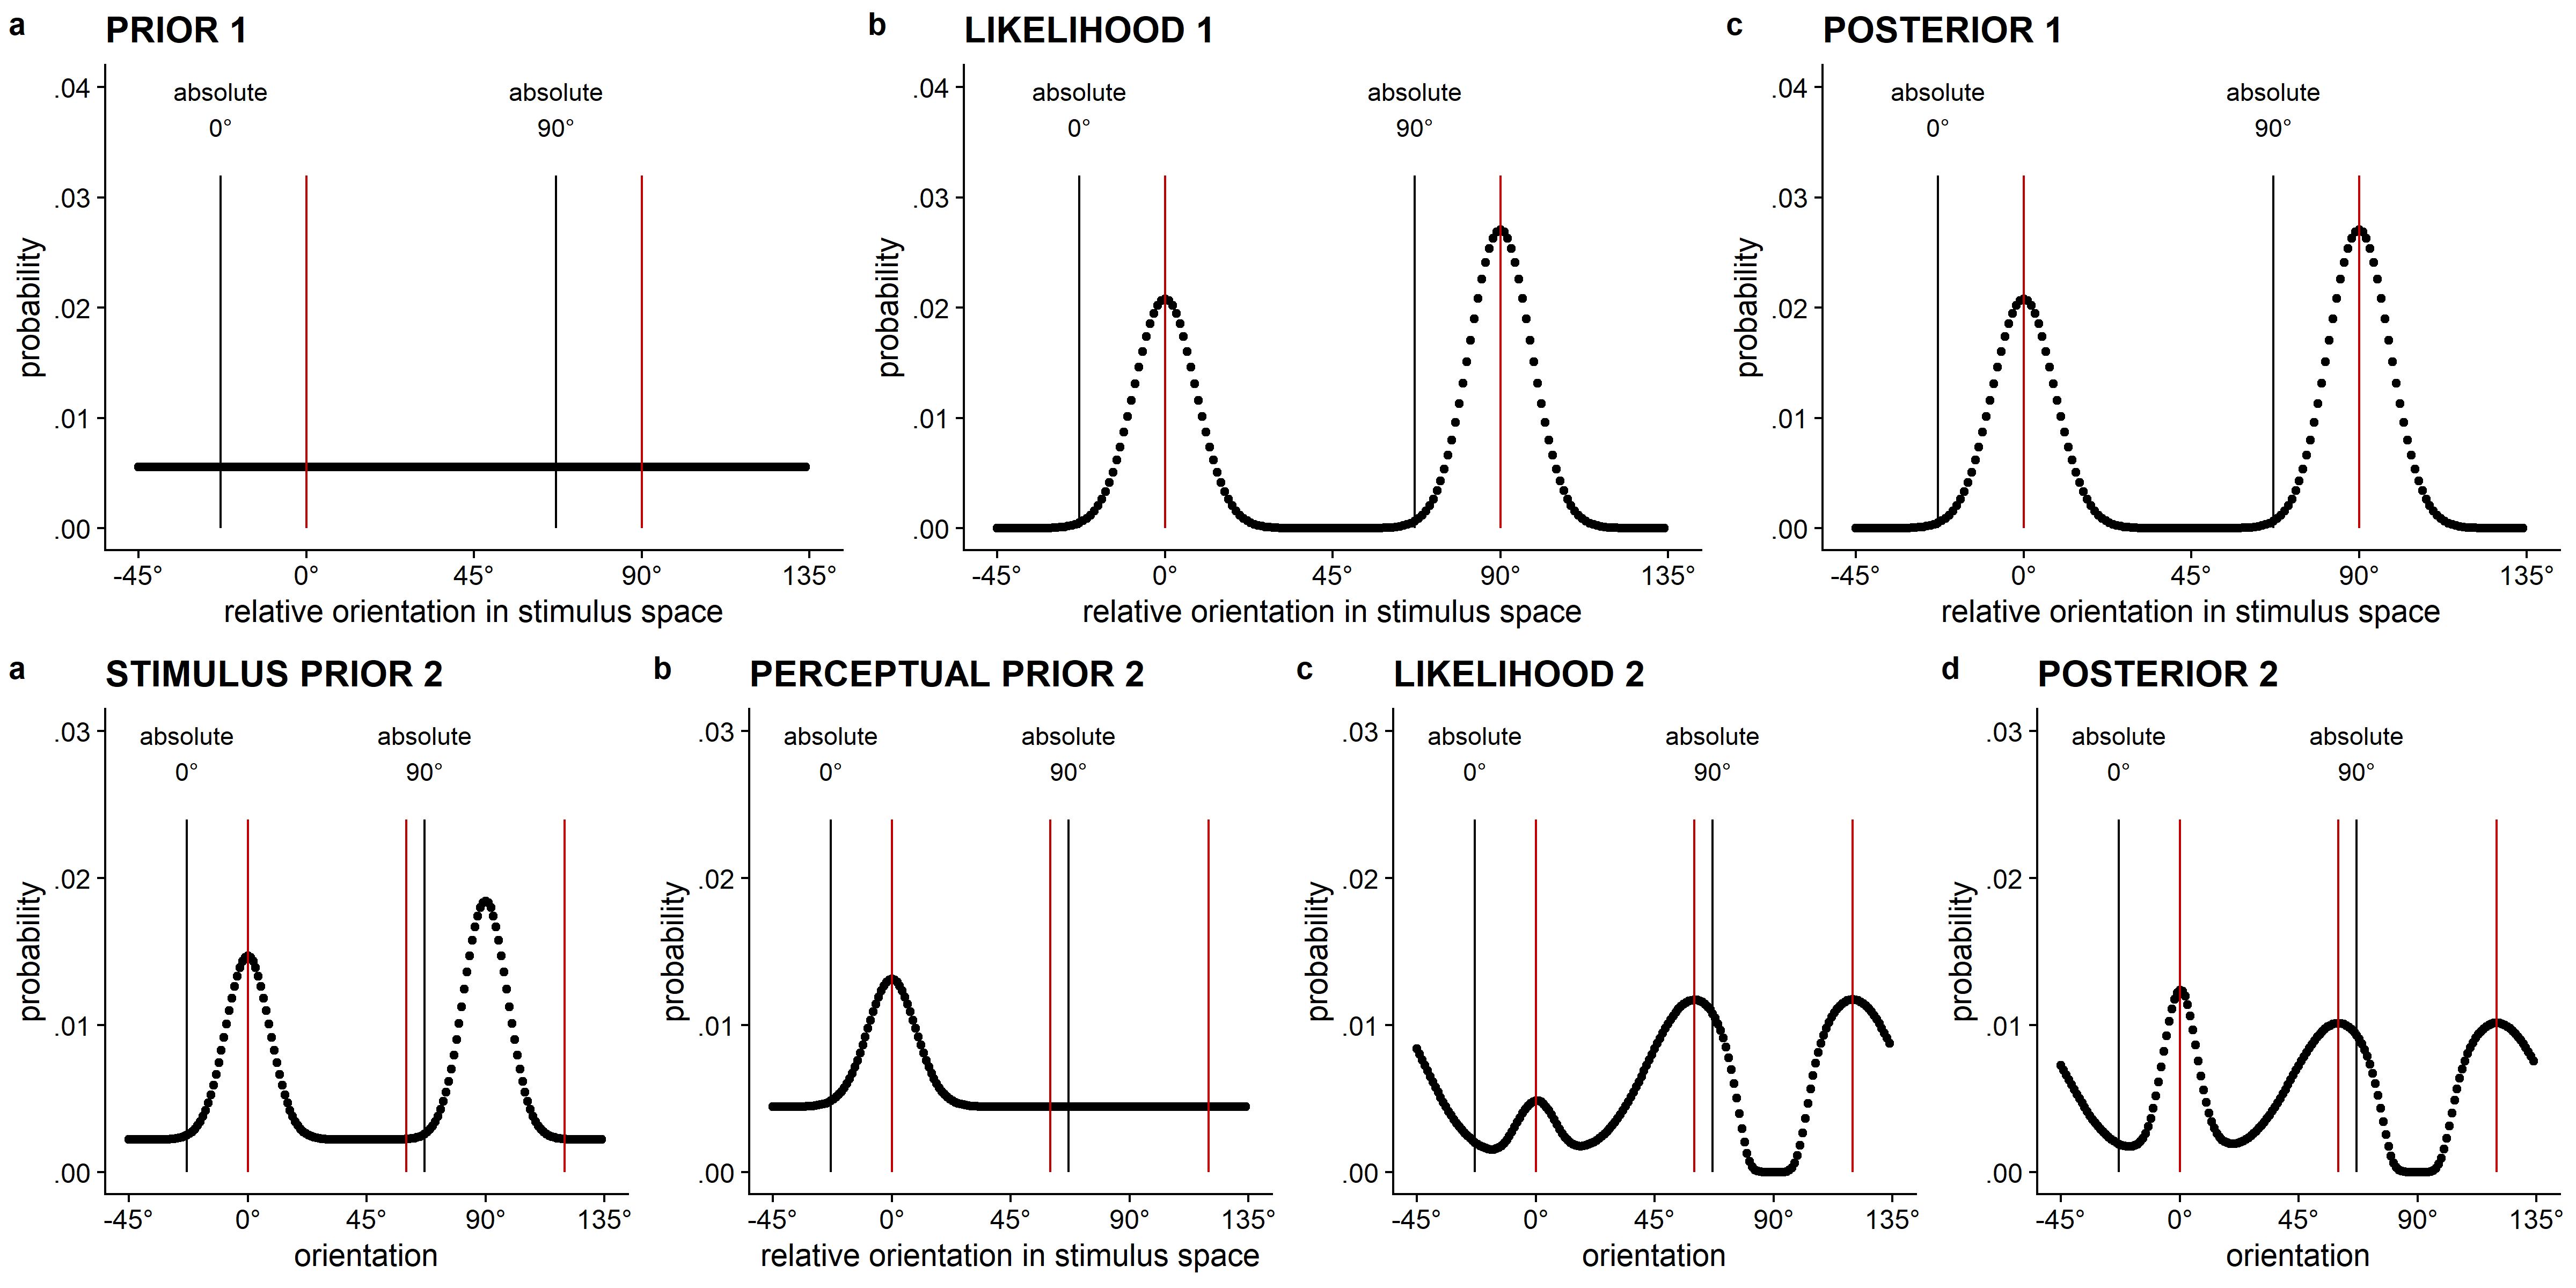 a PRIOR 1
.04
.03
.02
.01
.00
absolute 0°
absolute 90°
probability
-45° 0° 45° 90° 135°
relative orientation in stimulus space
b LIKELIHOOD 1
.04
.03
.02
.01
.00
absolute 0°
absolute 90°
probability
-45° 0° 45° 90° 135°
relative orientation in stimulus space
c POSTERIOR 1
.04
.03
.02
.01
.00
absolute 0°
absolute 90°
probability
-45° 0° 45° 90° 135°
relative orientation in stimulus space
a STIMULUS PRIOR 2
.03
.02
.01
.00
absolute 0°
absolute 90°
probability
-45° 0° 45° 90° 135°
orientation
b PERCEPTUAL PRIOR 2
.03
.02
.01
.00
absolute 0°
absolute 90°
probability
-45° 0° 45° 90° 135°
relative orientation in stimulus space
c LIKELIHOOD 2
.03
.02
.01
.00
absolute 0°
absolute 90°
probability
-45° 0° 45° 90° 135°
orientation
d POSTERIOR 2
.03
.02
.01
.00
absolute 0°
absolute 90°
probability
-45° 0° 45° 90° 135°
orientation